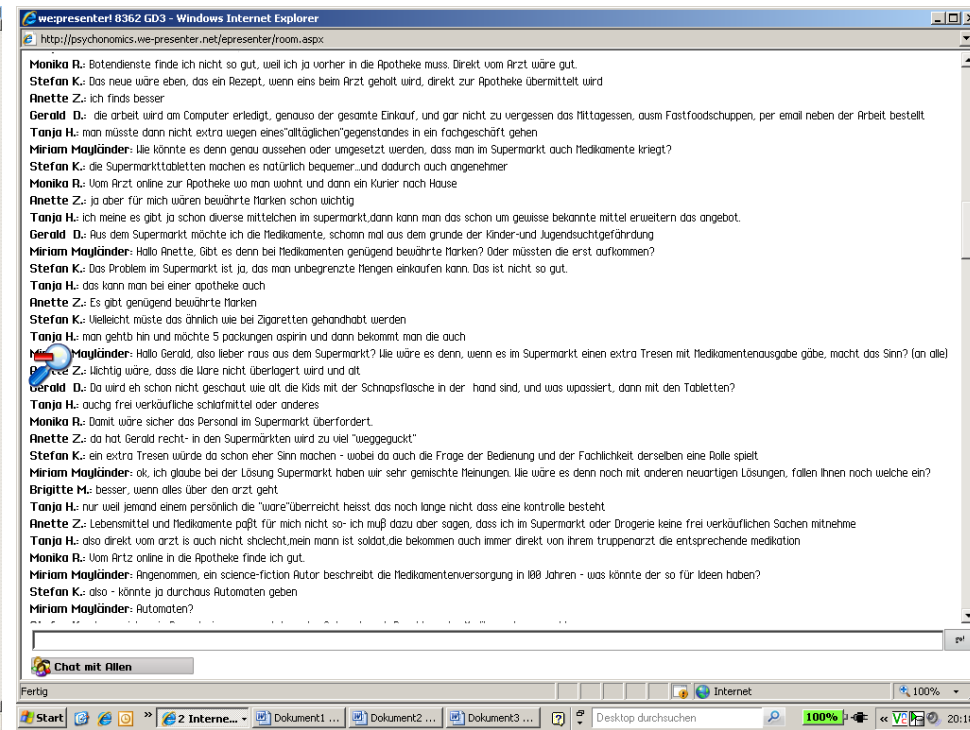 we:presenter! 8362 GD3 - Windows Internet Explorer
http://psychonomics.we-presenter.net/epresenter/room.aspx
Monika R.: Botendienste finde ich nicht so gut, weil ich ja vorher in die Apotheke muss. Direkt vom Arzt wäre gut.
Stefan K.: Das neue wäre eben, das ein Rezept, wenn eins beim Arzt geholt wird, direkt zur Apotheke übermittelt wird
Anette Z.: ich finds besser
Gerald D.: die arbeit wird am Computer erledigt, genauso der gesamte Einkauf, und gar nicht zu vergessen das Mittagessen, ausm Fastfoodschuppen, per email neben der Arbeit bestellt
Tanja H.: man müsste dann nicht extra wegen eines"alltäglichen"gegenstandes in ein fachgeschäft gehen
Miriam Mayländer: Wie könnte es denn genau aussehen oder umgesetzt werden, dass man im Supermarkt auch Medikamente kriegt?
Stefan K.: die Supermarkttabletten machen es natürlich bequemer...und dadurch auch angenehmer
Monika R.: Vom Arzt online zur Apotheke wo man wohnt und dann ein Kurier nach Hause
Anette Z.: ja aber für mich wären bewährte Marken schon wichtig
Tanja H.: ich meine es gibt ja schon diverse mittelchen im supermarkt,dann kann man das schon um gewisse bekannte mittel erweitern das angebot.
Gerald D.: Aus dem Supermarkt möchte ich die Medikamente, schomn mal aus dem grunde der Kinder-und Jugendsuchtgefährdung
Miriam Mayländer: Hallo Anette, Gibt es denn bei Medikamenten genügend bewährte Marken? Oder müssten die erst aufkommen?
Stefan K.: Das Problem im Supermarkt ist ja, das man unbegrenzte Mengen einkaufen kann. Das ist nicht so gut.
Tanja H.: das kann man bei einer apotheke auch
Anette Z.: Es gibt genügend bewährte Marken
Stefan K.: Vielleicht müste das ähnlich wie bei Zigaretten gehandhabt werden
Tanja H.: man gehtb hin und möchte 5 packungen aspirin und dann bekommt man die auch
Mayländer: Hallo Gerald, also lieber raus aus dem Supermarkt? Wie wäre es denn, wenn es im Supermarkt einen extra Tresen mit Medikamentenausgabe gäbe, macht das Sinn? (an alle)
Z.: Wichtig wäre, dass die Ware nicht überlagert wird und alt
Gerald D.: Da wird eh schon nicht geschaut wie alt die Kids mit der Schnapsflasche in der hand sind, und was wpassiert, dann mit den Tabletten?
Tanja H.: auchg frei verkäufliche schlafmittel oder anderes
Monika R.: Damit wäre sicher das Personal im Supermarkt überfordert.
Anette Z.: da hat Gerald recht- in den Supermärkten wird zu viel "weggeguckt"
Stefan K.: ein extra Tresen würde da schon eher Sinn machen - wobei da auch die Frage der Bedienung und der Fachlichkeit derselben eine Rolle spielt
Miriam Mayländer: ok, ich glaube bei der Lösung Supermarkt haben wir sehr gemischte Meinungen. Wie wäre es denn noch mit anderen neuartigen Lösungen, fallen Ihnen noch welche ein?
Brigitte M.: besser, wenn alles über den arzt geht
Tanja H.: nur weil jemand einem persönlich die "ware"überreicht heisst das noch lange nicht dass eine kontrolle besteht
Anette Z.: Lebensmittel und Medikamente paßt für mich nicht so- ich muß dazu aber sagen, dass ich im Supermarkt oder Drogerie keine frei verkäuflichen Sachen mitnehme
Tanja H.: also direkt vom arzt is auch nicht shclecht,mein mann ist soldat,die bekommen auch immer direkt von ihrem truppenarzt die entsprechende medikation
Monika R.: Vom Artz online in die Apotheke finde ich gut.
Miriam Mayländer: Angenommen, ein science-fiction Autor beschreibt die Medikamentenversorgung in 100 Jahren - was könnte der so für Ideen haben?
Stefan K.: also - könnte ja durchaus Automaten geben
Miriam Mayländer: Automaten?
Chat mit Allen
Fertig
Internet
100%
Start
2 Interne...
Dokument1 ...
Dokument2 ...
Dokument3 ...
Desktop durchsuchen
100%
20:18